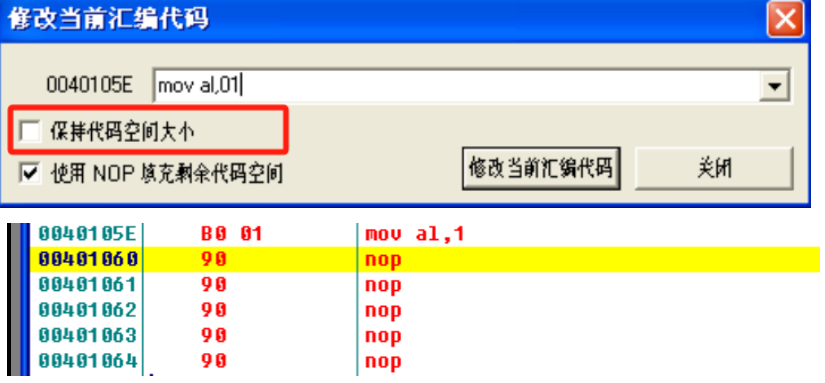 修改当前汇编代码
0040105E mov al,01
保持代码空间大小
使用 NOP 填充剩余代码空间 修改当前汇编代码 关闭
0040105E B0 01 mov al,1
00401060 90 nop
00401061 90 nop
00401062 90 nop
00401063 90 nop
00401064 90 nop